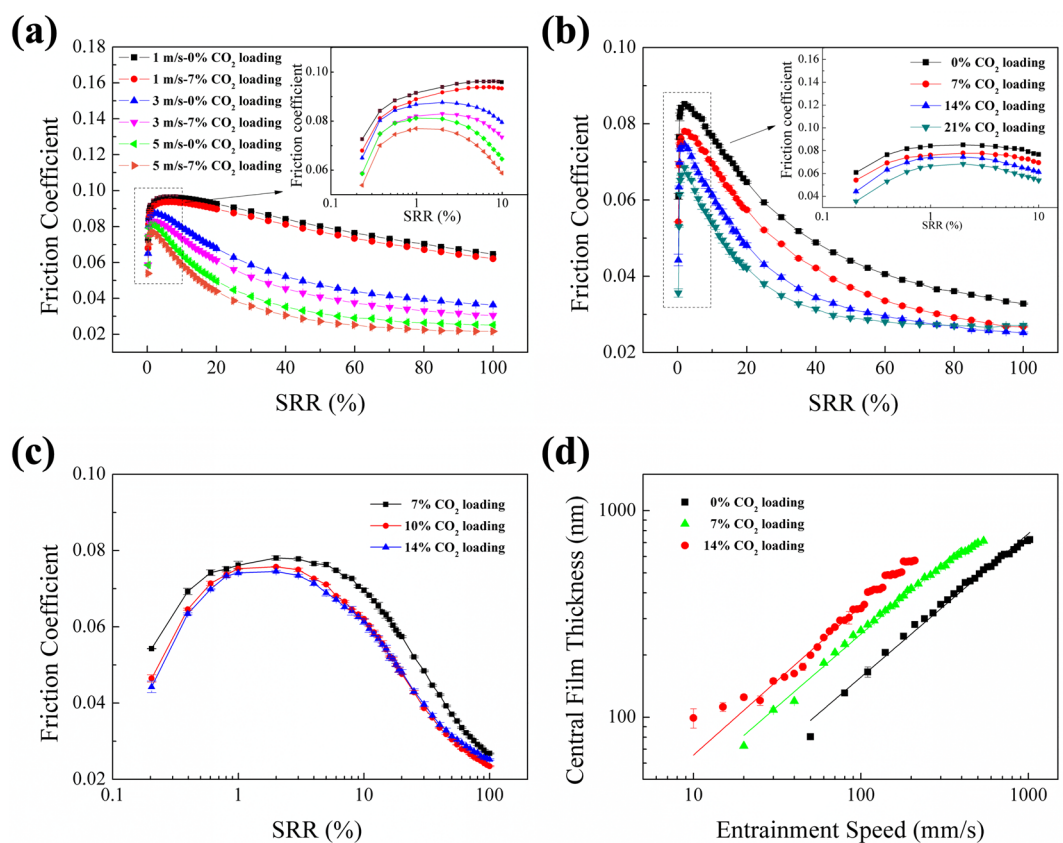 (a)
Friction Coefficient
0.18
0.16
0.14
0.12
0.10
0.08
0.06
0.04
0.02
1 m/s-0% CO2 loading
1 m/s-7% CO2 loading
3 m/s-0% CO2 loading
3 m/s-7% CO2 loading
5 m/s-0% CO2 loading
5 m/s-7% CO2 loading
Friction coefficient
0.10
0.08
0.06
0.1 1 10
SRR (%)
0 20 40 60 80 100
SRR (%)
(b)
Friction Coefficient
0.10
0.08
0.06
0.04
0.02
Friction coefficient
0.16
0.14
0.12
0.10
0.08
0.06
0.04
0% CO2 loading
7% CO2 loading
14% CO2 loading
21% CO2 loading
0.1 1 10
SRR (%)
0 20 40 60 80 100
SRR (%)
(c)
Friction Coefficient
0.10
0.08
0.06
0.04
0.02
7% CO2 loading
10% CO2 loading
14% CO2 loading
0.1 1 10 100
SRR (%)
(d)
Central Film Thickness (nm)
1000
100
0% CO2 loading
7% CO2 loading
14% CO2 loading
10 100 1000
Entrainment Speed (mm/s)